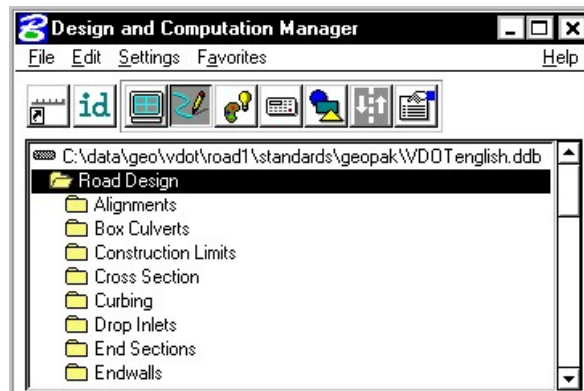 Design and Computation Manager
File Edit Settings Favorites Help
id
C:\data\geo\vdot\road1\standards\geopak\VDOTenglish.ddb
Road Design
Alignments
Box Culverts
Construction Limits
Cross Section
Curbing
Drop Inlets
End Sections
Endwalls